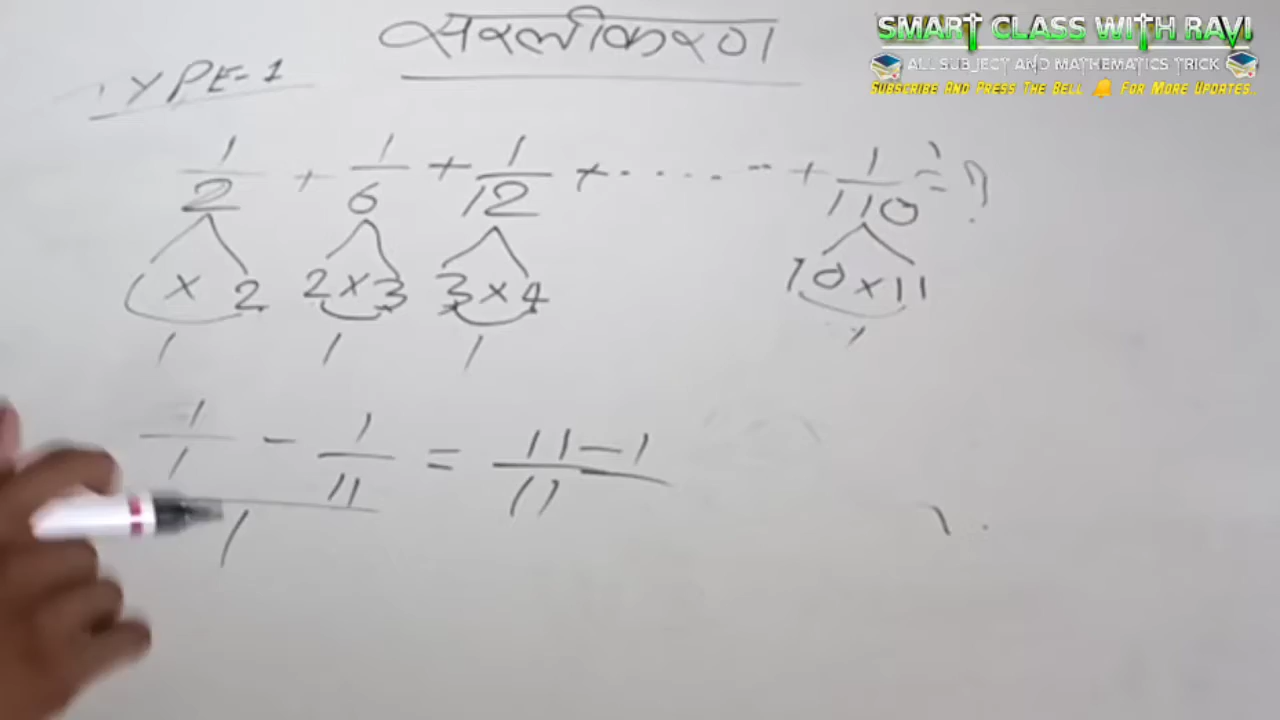 SMART CLASS WITH RAVI
ALL SUBJECT AND MATHEMATICS TRICK
SUBSCRIBE AND PRESS THE BELL 🔔 FOR MORE UPDATES..
सरलीकरण
TYPE-1
1/2 + 1/6 + 1/12 + ....... + 1/110 = ?
1 × 2 2 × 3 3 × 4 10 × 11
1 1 1 1
(1/1 - 1/11)/1 = (11-1)/11